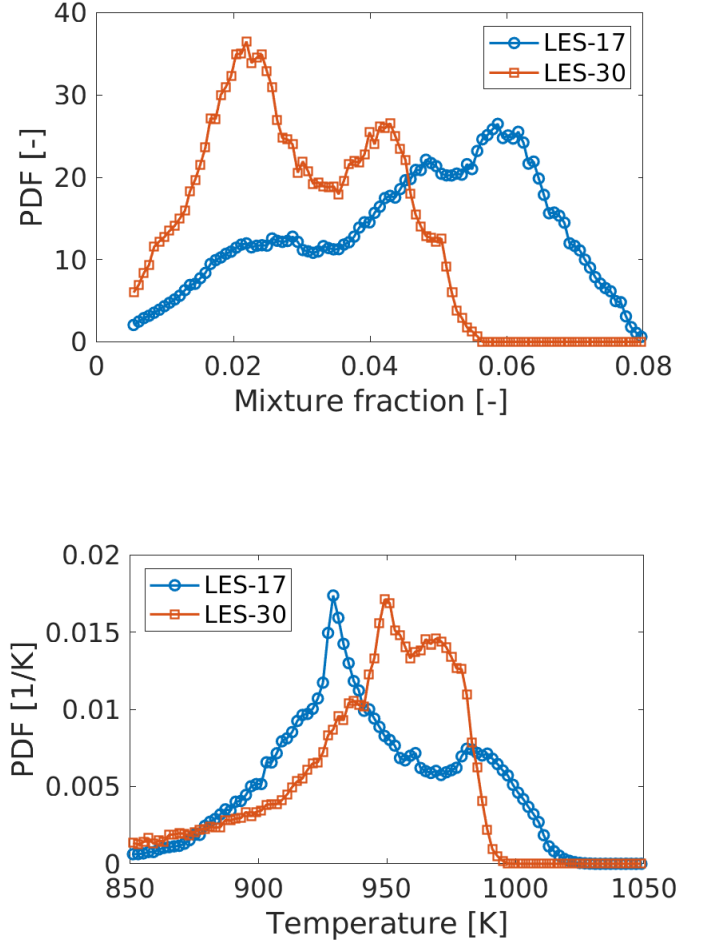 40
30
20
10
0
PDF [-]
LES-17
LES-30
0
0.02
0.04
0.06
0.08
Mixture fraction [-]
0.02
0.015
0.01
0.005
0
PDF [1/K]
LES-17
LES-30
850
900
950
1000
1050
Temperature [K]